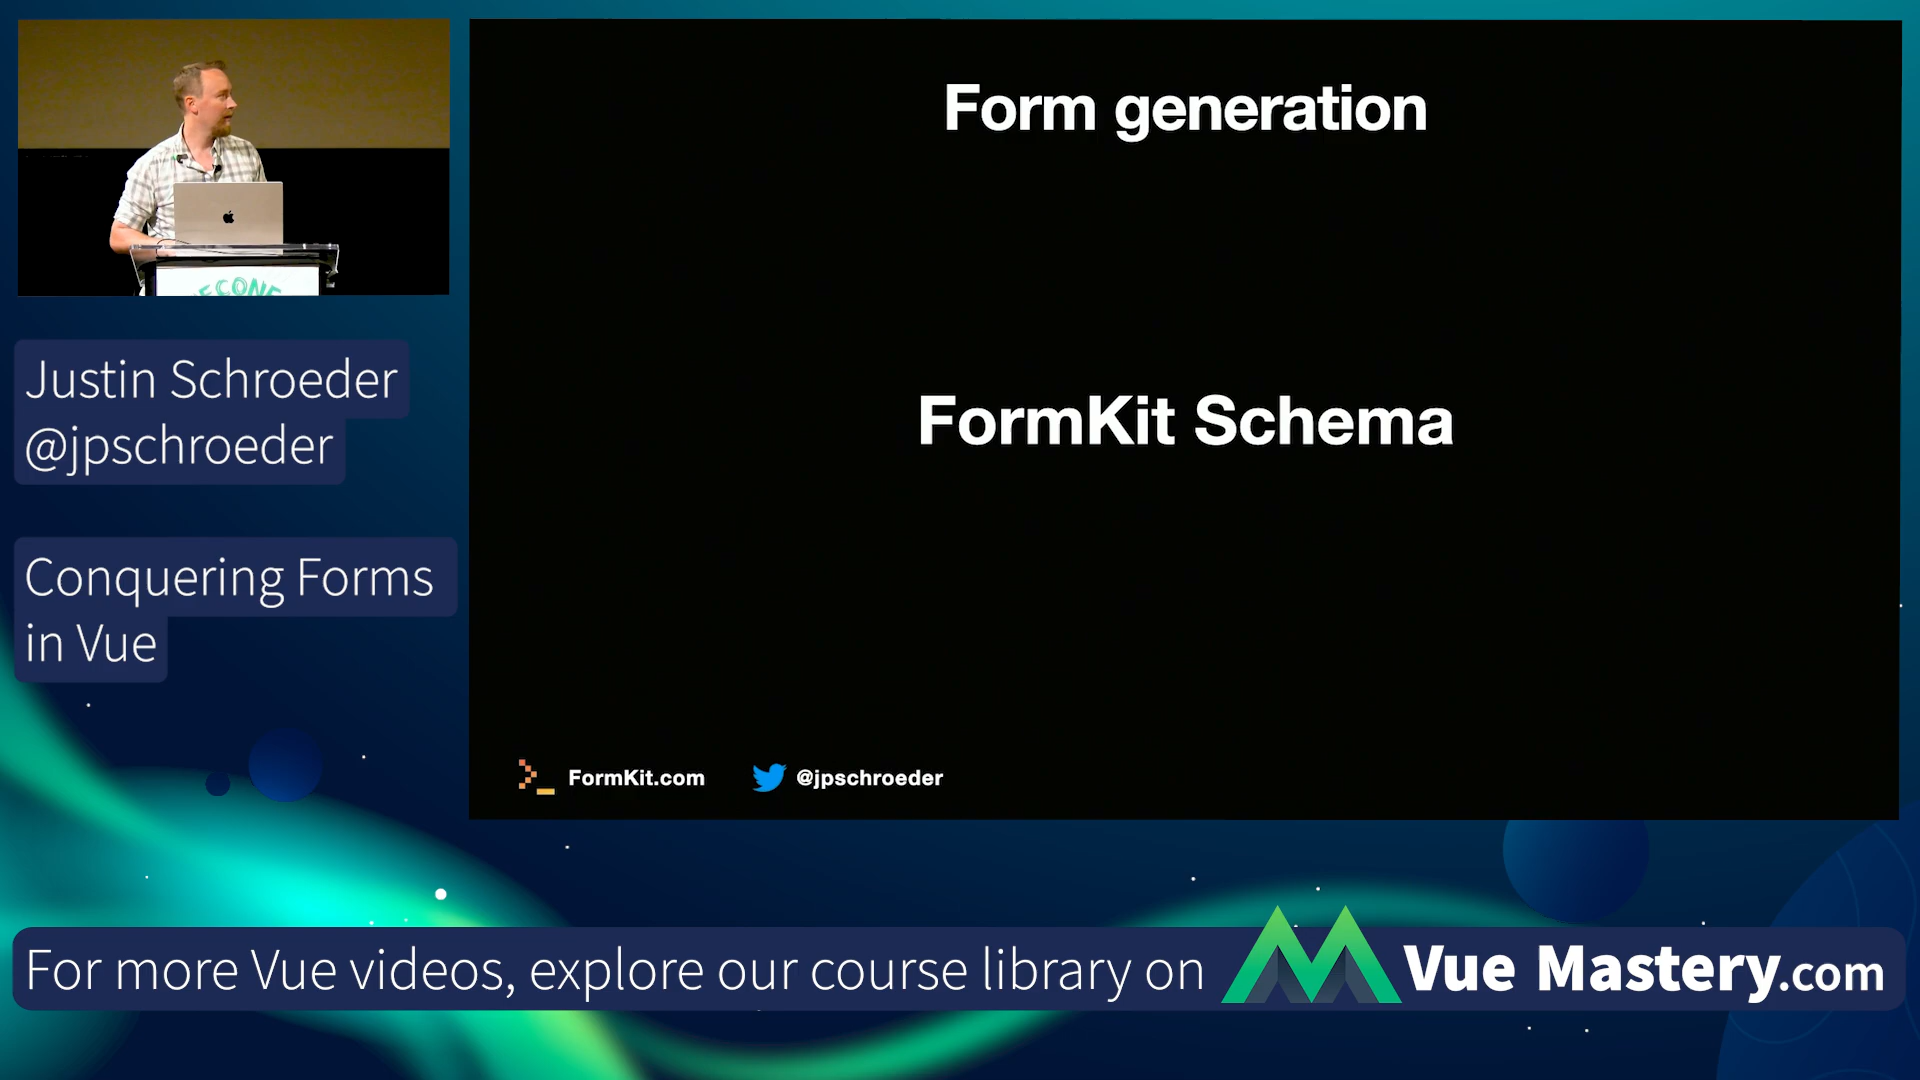 Form generation
FormKit Schema
FormKit.com
@jpschroeder
Justin Schroeder
@jpschroeder
Conquering Forms
in Vue
For more Vue videos, explore our course library on
Vue Mastery.com